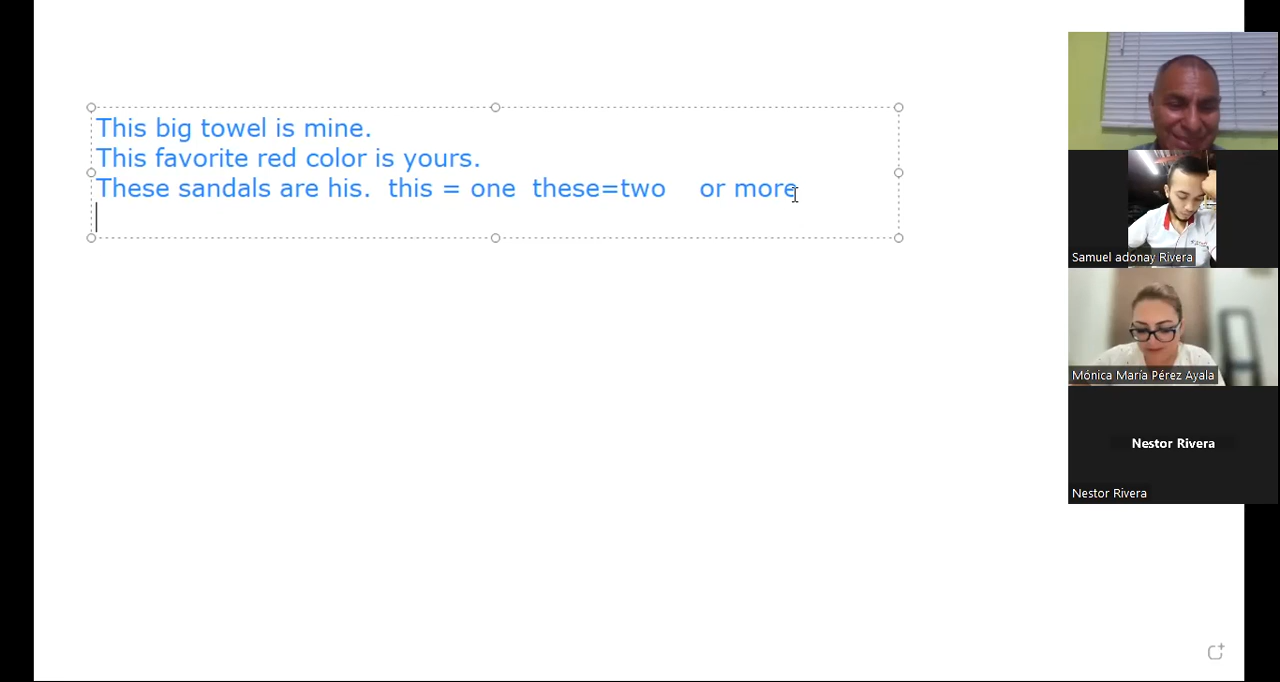 This big towel is mine.
This favorite red color is yours.
These sandals are his.  this = one  these=two    or more
Samuel adonay Rivera
Mónica María Pérez Ayala
Nestor Rivera
Nestor Rivera